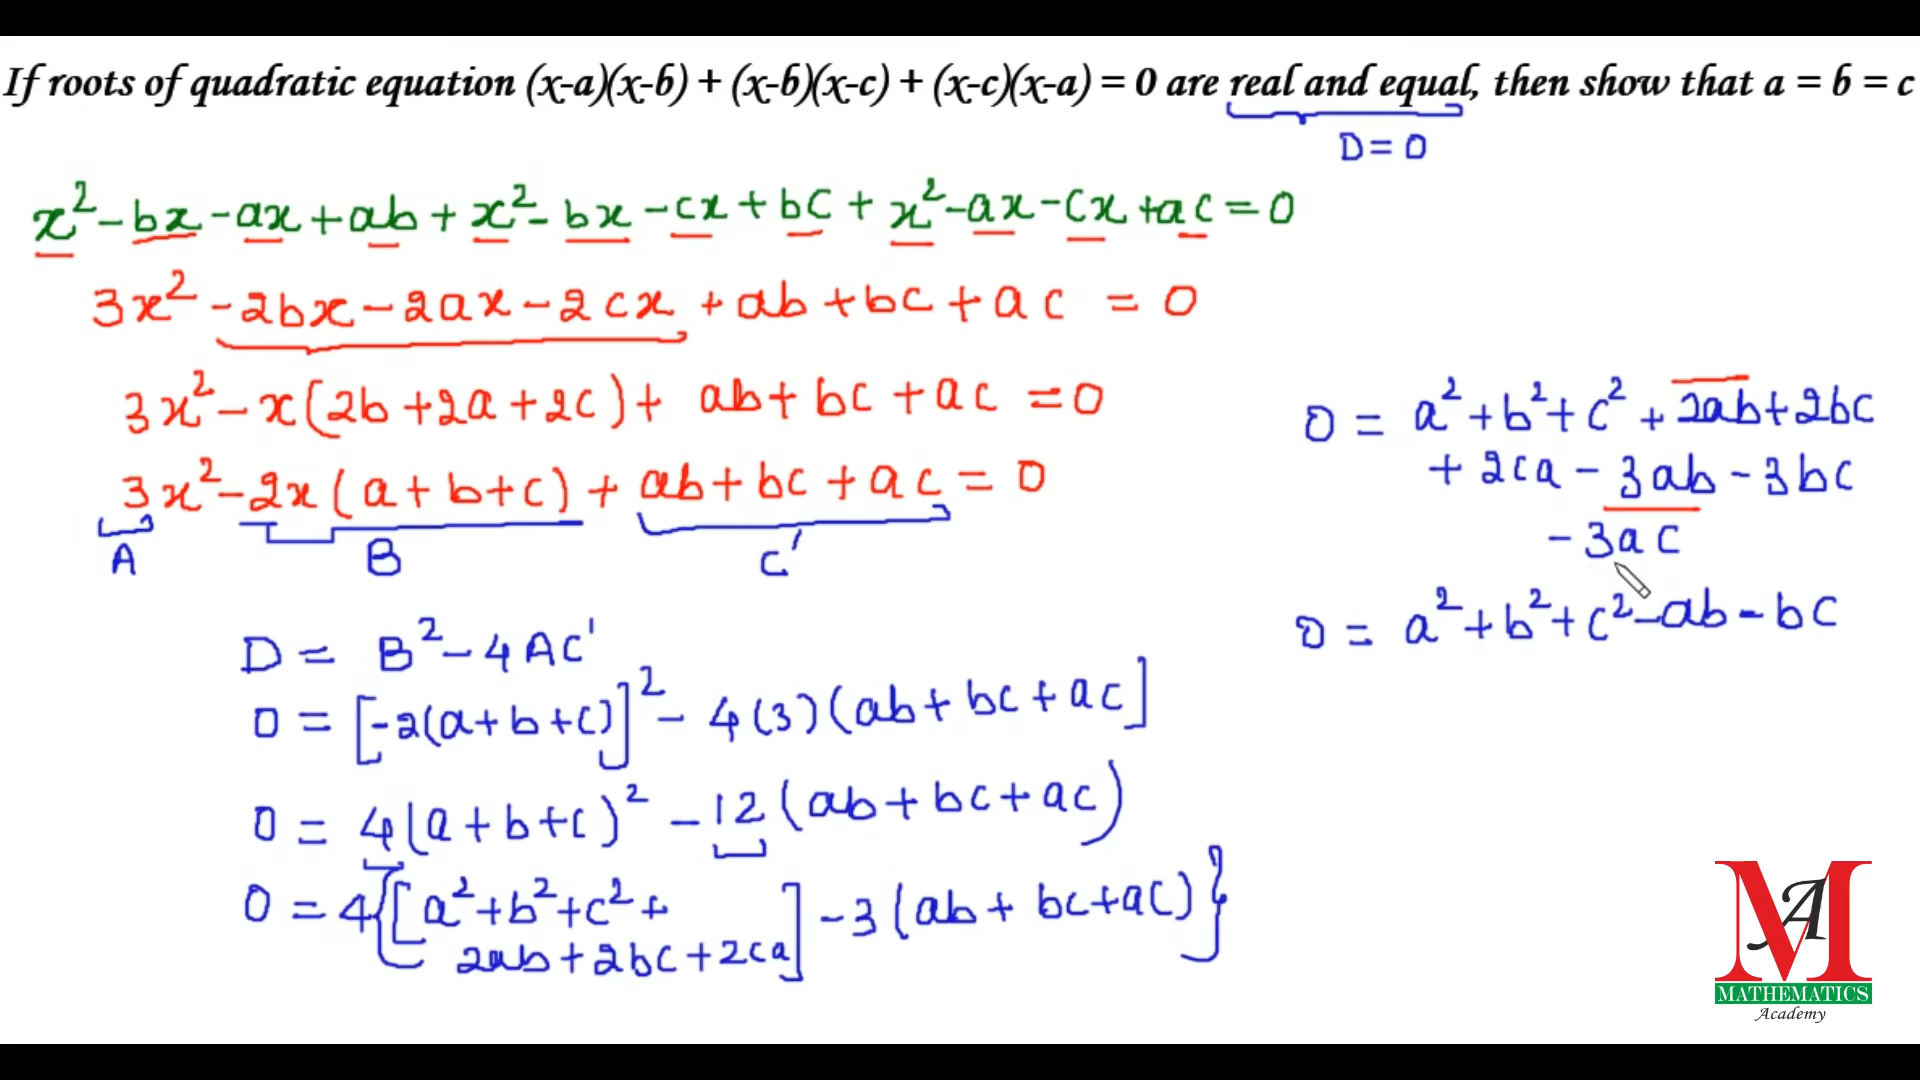 If roots of quadratic equation (x-a)(x-b) + (x-b)(x-c) + (x-c)(x-a) = 0 are real and equal, then show that a = b = c
D = 0
x² - bx - ax + ab + x² - bx - cx + bc + x² - ax - cx + ac = 0
3x² - 2bx - 2ax - 2cx + ab + bc + ac = 0
3x² - x(2b + 2a + 2c) + ab + bc + ac = 0
3x² - 2x(a + b + c) + ab + bc + ac = 0
A B C'
D = B² - 4AC'
0 = [-2(a + b + c)]² - 4(3)(ab + bc + ac]
0 = 4(a + b + c)² - 12(ab + bc + ac)
0 = 4{[a² + b² + c² +
2ab + 2bc + 2ca] - 3(ab + bc + ac)}
0 = a² + b² + c² + 2ab + 2bc
+ 2ca - 3ab - 3bc
- 3ac
0 = a² + b² + c² - ab - bc
MA
MATHEMATICS
Academy